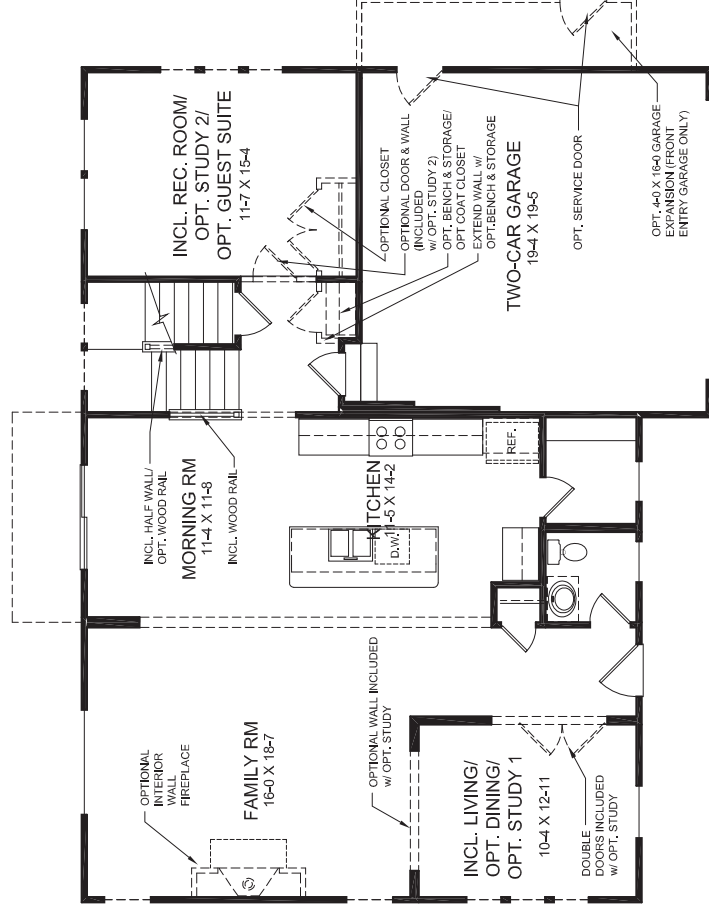 INCL. REC. ROOM/
OPT. STUDY 2/
OPT. GUEST SUITE
11-7 X 15-4
OPTIONAL CLOSET
OPTIONAL DOOR & WALL
(INCLUDED
w/ OPT. STUDY 2)
OPT. BENCH & STORAGE/
OPT COAT CLOSET
EXTEND WALL w/
OPT.BENCH & STORAGE
TWO-CAR GARAGE
19-4 X 19-5
OPT. SERVICE DOOR
OPT. 4-0 X 16-0 GARAGE
EXPANSION (FRONT
ENTRY GARAGE ONLY)
INCL. HALF WALL/
OPT. WOOD RAIL
MORNING RM
11-4 X 11-8
INCL. WOOD RAIL
KITCHEN
11-5 X 14-2
D.W.
REF.
OPTIONAL
INTERIOR
WALL
FIREPLACE
FAMILY RM
16-0 X 18-7
OPTIONAL WALL INCLUDED
w/ OPT. STUDY
INCL. LIVING/
OPT. DINING/
OPT. STUDY 1
10-4 X 12-11
DOUBLE
DOORS INCLUDED
w/ OPT. STUDY